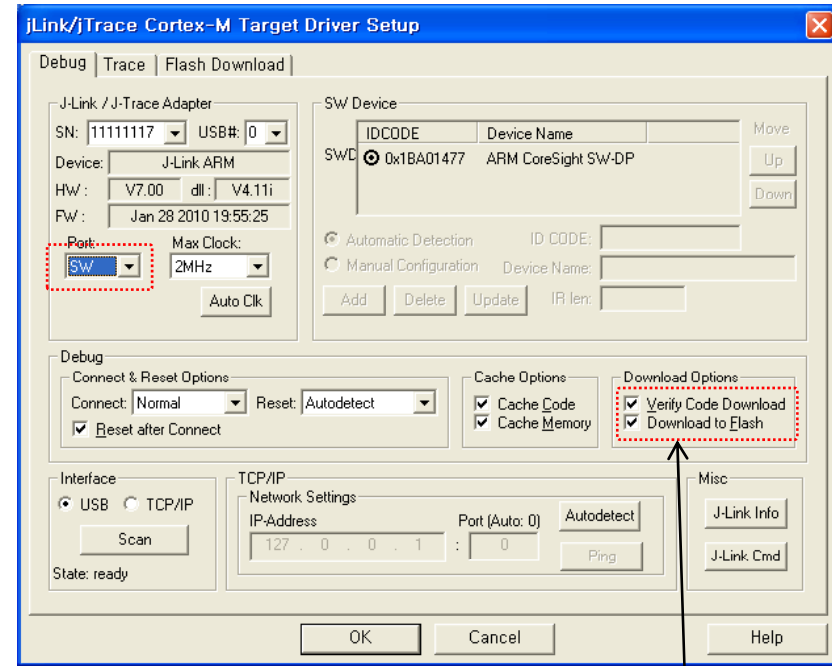 jLink/jTrace Cortex-M Target Driver Setup
Debug Trace Flash Download
J-Link / J-Trace Adapter
SN: 11111117 USB#: 0
Device: J-Link ARM
HW : V7.00 dll : V4.11i
FW : Jan 28 2010 19:55:25
Port: Max Clock:
SW 2MHz
Auto Clk
SW Device
IDCODE Device Name
SWD 0x1BA01477 ARM CoreSight SW-DP
Move
Up
Down
Automatic Detection ID CODE:
Manual Configuration Device Name:
Add Delete Update IR len:
Debug
Connect & Reset Options
Connect: Normal Reset: Autodetect
Reset after Connect
Cache Options
Cache Code
Cache Memory
Download Options
Verify Code Download
Download to Flash
Interface
USB TCP/IP
Scan
State: ready
TCP/IP
Network Settings
IP-Address Port (Auto: 0)
127 . 0 . 0 . 1 : 0
Autodetect
Ping
Misc
J-Link Info
J-Link Cmd
OK Cancel Help